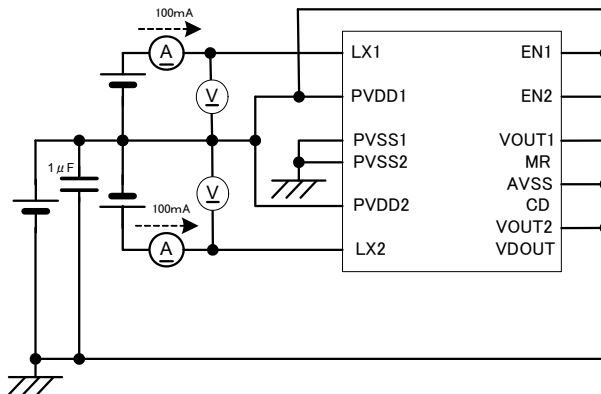 100mA
A
LX1
EN1
V
PVDD1
EN2
PVSS1
VOUT1
PVSS2
MR
1μF
V
AVSS
100mA
PVDD2
CD
VOUT2
A
LX2
VDOUT